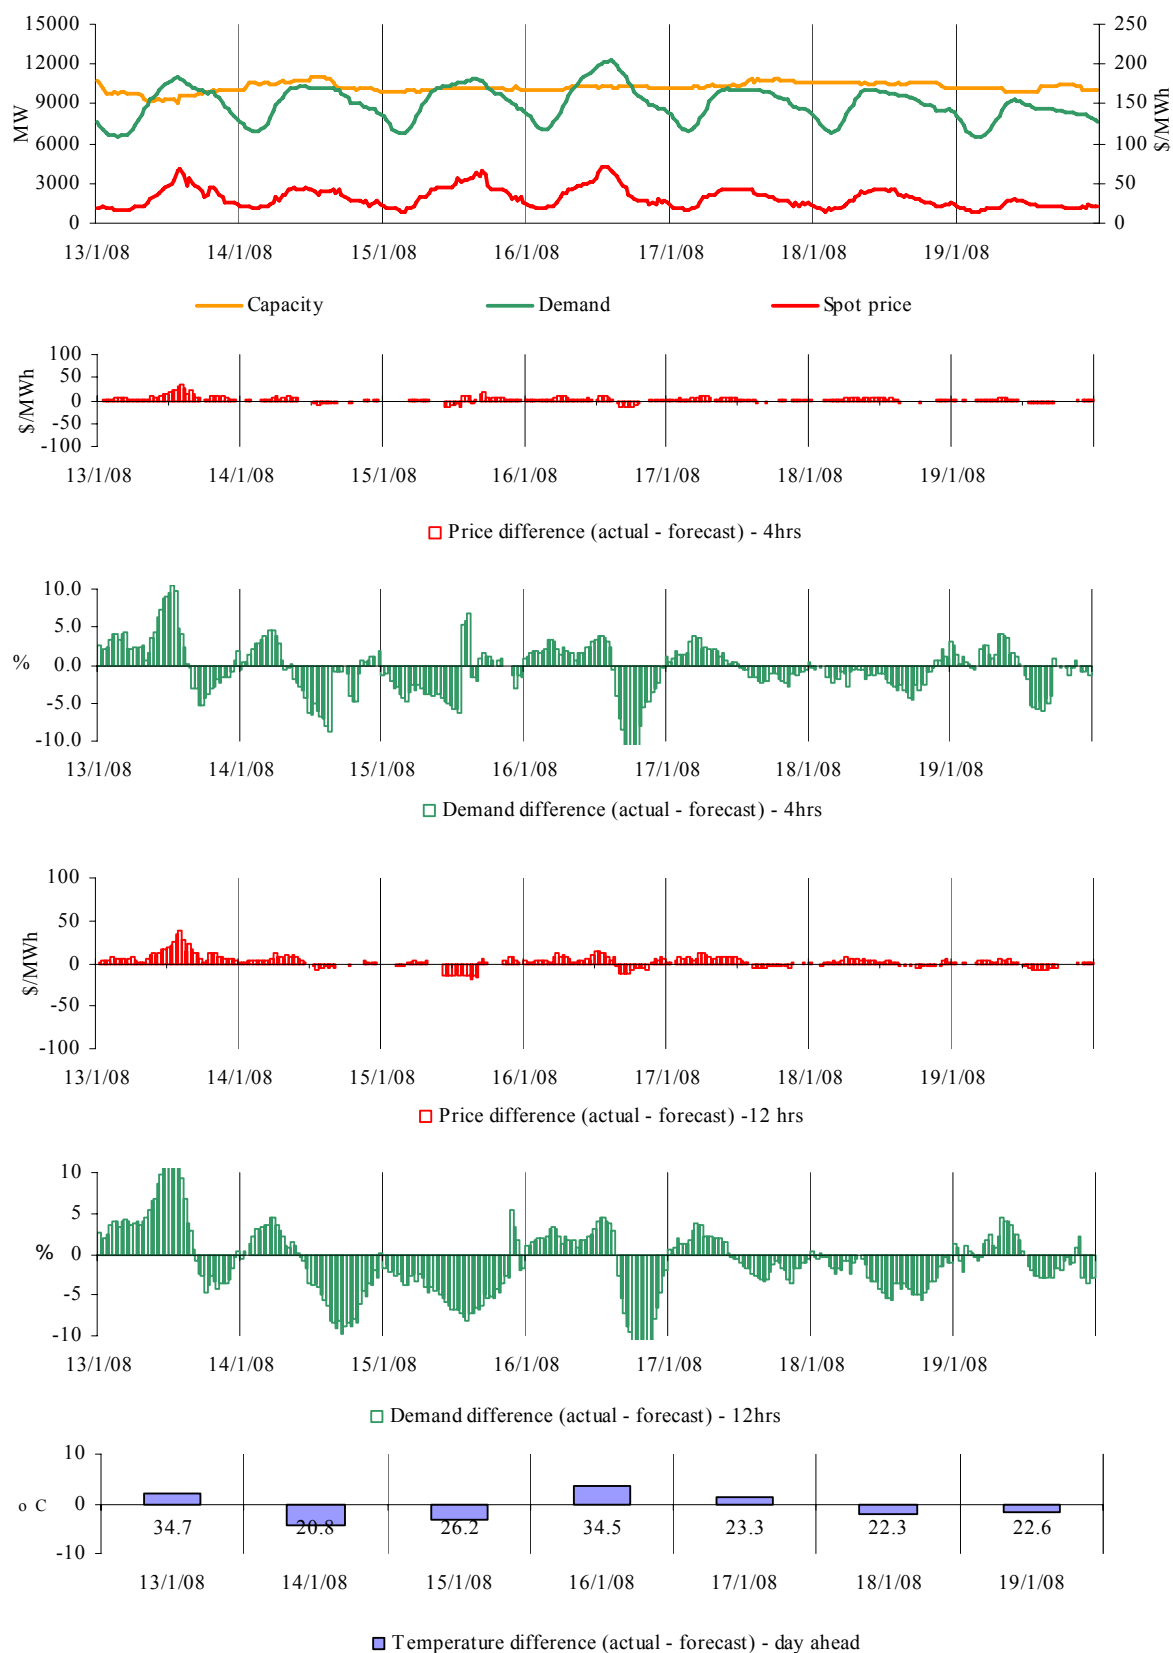 15000 250
12000 200
9000 150
6000 100
3000 50
0 0
MW
$/MWh
13/1/08 14/1/08 15/1/08 16/1/08 17/1/08 18/1/08 19/1/08
Capacity Demand Spot price
100
50
0
-50
-100
$/MWh
13/1/08 14/1/08 15/1/08 16/1/08 17/1/08 18/1/08 19/1/08
Price difference (actual - forecast) - 4hrs
10.0
5.0
0.0
-5.0
-10.0
%
13/1/08 14/1/08 15/1/08 16/1/08 17/1/08 18/1/08 19/1/08
Demand difference (actual - forecast) - 4hrs
100
50
0
-50
-100
$/MWh
13/1/08 14/1/08 15/1/08 16/1/08 17/1/08 18/1/08 19/1/08
Price difference (actual - forecast) -12 hrs
10
5
0
-5
-10
%
13/1/08 14/1/08 15/1/08 16/1/08 17/1/08 18/1/08 19/1/08
Demand difference (actual - forecast) - 12hrs
10
0
-10
o C
34.7 20.8 26.2 34.5 23.3 22.3 22.6
13/1/08 14/1/08 15/1/08 16/1/08 17/1/08 18/1/08 19/1/08
Temperature difference (actual - forecast) - day ahead